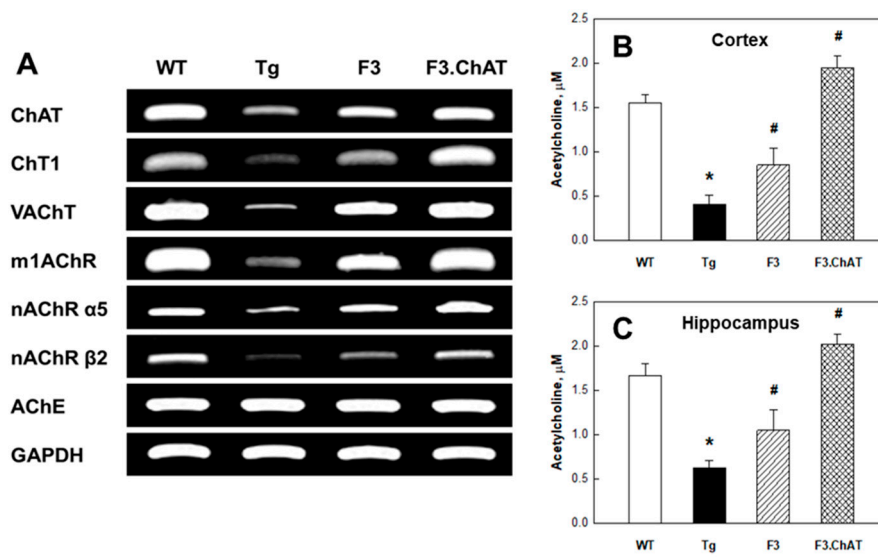 A
WT Tg F3 F3.ChAT
ChAT
ChT1
VAChT
m1AChR
nAChR α5
nAChR β2
AChE
GAPDH
B
Cortex
Acetylcholine, μM
2.5
2.0
1.5
1.0
0.5
0.0
*
#
#
WT Tg F3 F3.ChAT
C
Hippocampus
Acetylcholine, μM
2.5
2.0
1.5
1.0
0.5
0.0
*
#
#
WT Tg F3 F3.ChAT